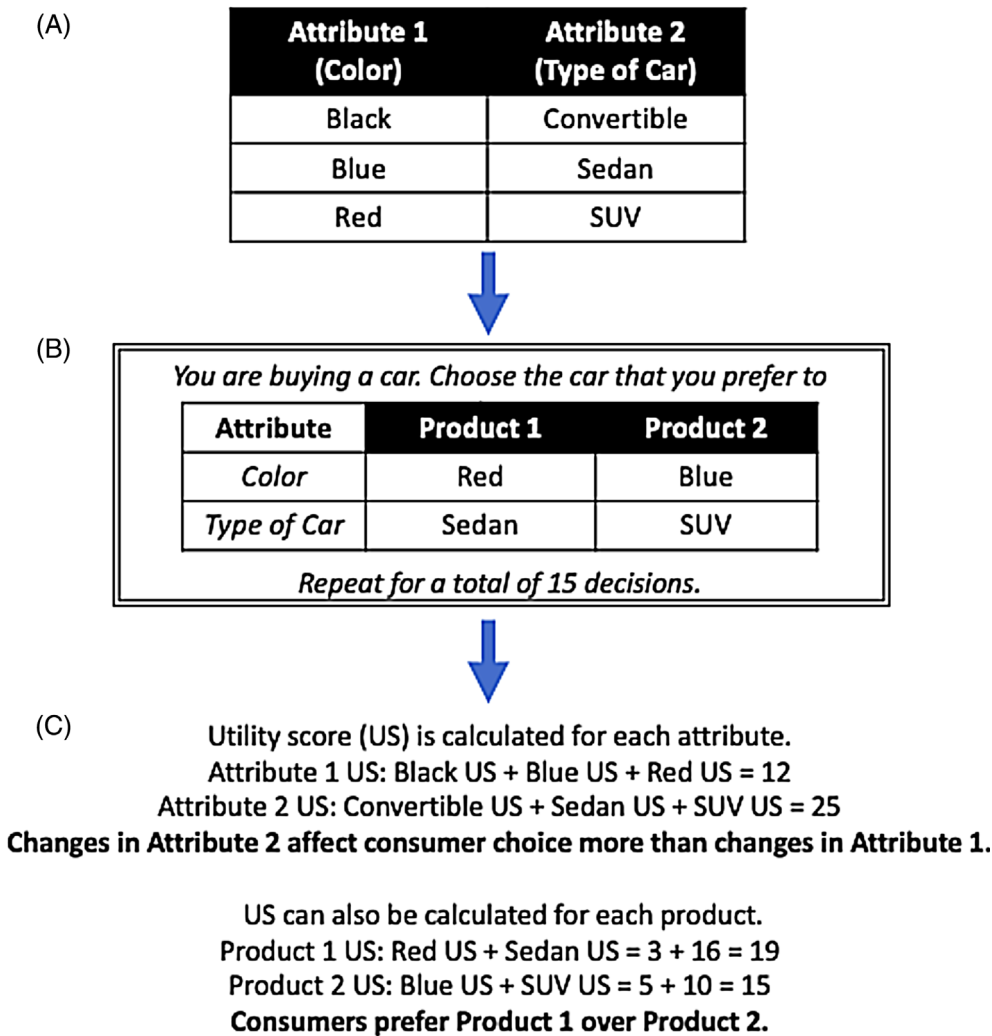 (A)
Attribute 1 Attribute 2
(Color) (Type of Car)
Black Convertible
Blue Sedan
Red SUV
(B)
You are buying a car. Choose the car that you prefer to
Attribute Product 1 Product 2
Color Red Blue
Type of Car Sedan SUV
Repeat for a total of 15 decisions.
(C)
Utility score (US) is calculated for each attribute.
Attribute 1 US: Black US + Blue US + Red US = 12
Attribute 2 US: Convertible US + Sedan US + SUV US = 25
Changes in Attribute 2 affect consumer choice more than changes in Attribute 1.
US can also be calculated for each product.
Product 1 US: Red US + Sedan US = 3 + 16 = 19
Product 2 US: Blue US + SUV US = 5 + 10 = 15
Consumers prefer Product 1 over Product 2.